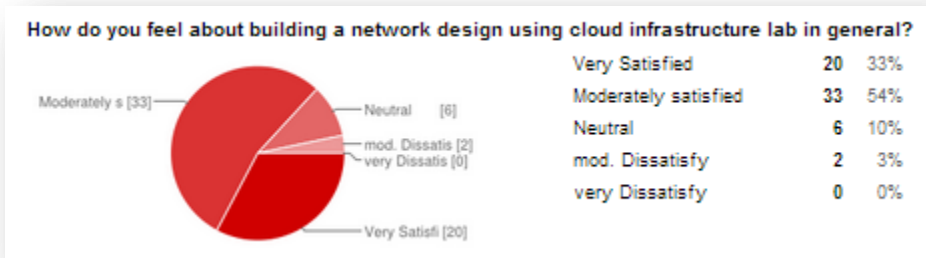 How do you feel about building a network design using cloud infrastructure lab in general?
Moderately s [33]
Neutral [6]
mod. Dissatis [2]
very Dissatis [0]
Very Satisfi [20]
Very Satisfied 20 33%
Moderately satisfied 33 54%
Neutral 6 10%
mod. Dissatisfy 2 3%
very Dissatisfy 0 0%